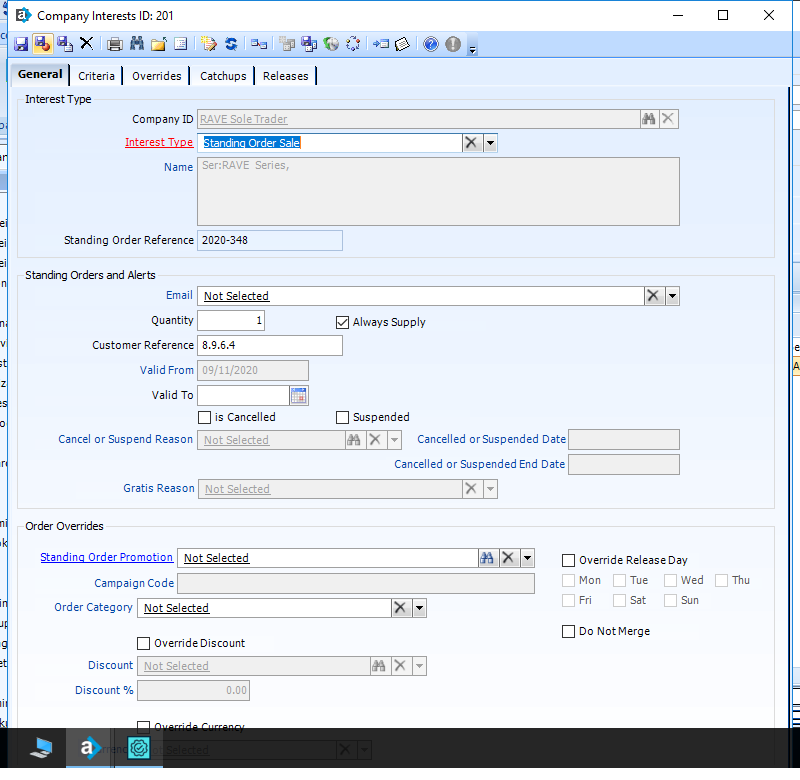 Company Interests ID: 201
General Criteria Overrides Catchups Releases
Interest Type
Company ID RAVE Sole Trader
Interest Type Standing Order Sale
Name Ser:RAVE Series,
Standing Order Reference 2020-348
Standing Orders and Alerts
Email Not Selected
Quantity 1 Always Supply
Customer Reference 8.9.6.4
Valid From 09/11/2020
Valid To
is Cancelled Suspended
Cancel or Suspend Reason Not Selected Cancelled or Suspended Date
Cancelled or Suspended End Date
Gratis Reason Not Selected
Order Overrides
Standing Order Promotion Not Selected Override Release Day
Campaign Code Mon Tue Wed Thu
Order Category Not Selected Fri Sat Sun
Do Not Merge
Override Discount
Discount Not Selected
Discount % 0.00
Override Currency
Selected